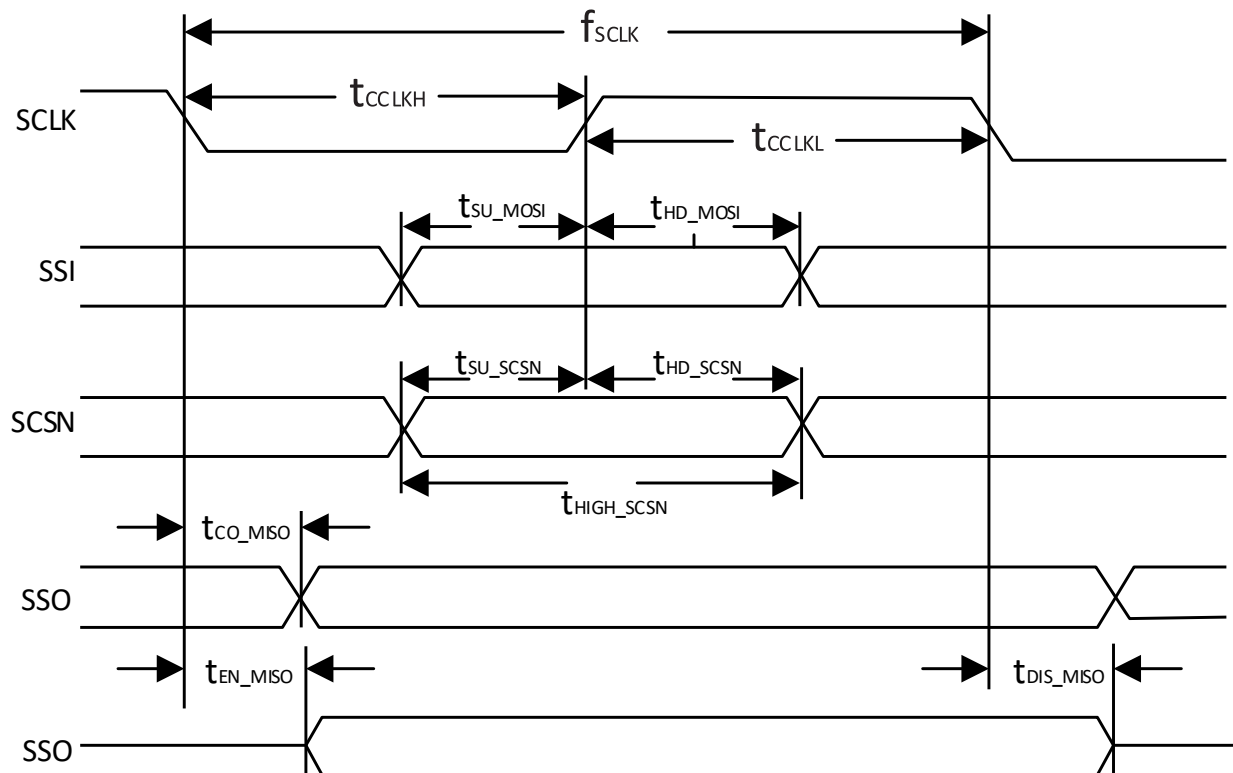 fSCLK
tCCLKH
SCLK
tCCLKL
tSU_MOSI
tHD_MOSI
SSI
tSU_SCSN
tHD_SCSN
SCSN
tHIGH_SCSN
tCO_MISO
SSO
tEN_MISO
tDIS_MISO
SSO